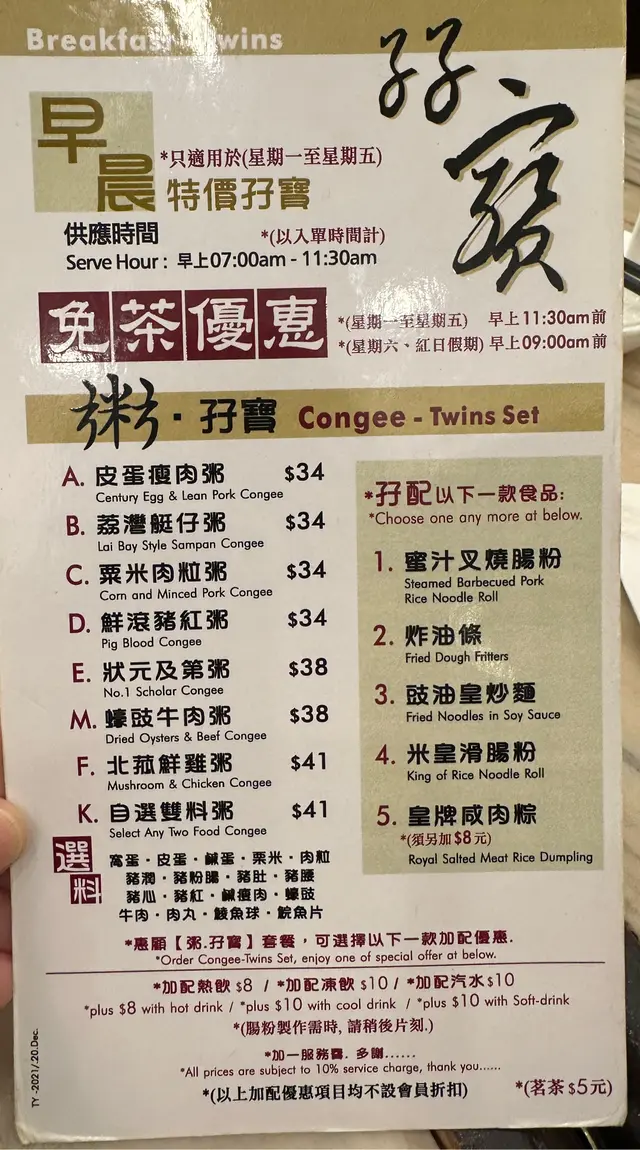 Breakfast Twins
孖寶
早晨
*只適用於(星期一至星期五)
特價孖寶
供應時間 *(以入單時間計)
Serve Hour : 早上07:00am - 11:30am
免茶優惠
*(星期一至星期五) 早上11:30am前
*(星期六、紅日假期) 早上09:00am前
粥·孖寶 Congee - Twins Set
A. 皮蛋瘦肉粥 $34
Century Egg & Lean Pork Congee
B. 荔灣艇仔粥 $34
Lai Bay Style Sampan Congee
C. 粟米肉粒粥 $34
Corn and Minced Pork Congee
D. 鮮滾豬紅粥 $34
Pig Blood Congee
E. 狀元及第粥 $38
No.1 Scholar Congee
M. 蠔豉牛肉粥 $38
Dried Oysters & Beef Congee
F. 北菰鮮雞粥 $41
Mushroom & Chicken Congee
K. 自選雙料粥 $41
Select Any Two Food Congee
選料
窩蛋·皮蛋·鹹蛋·粟米·肉粒
豬潤·豬粉腸·豬肚·豬腰
豬心·豬紅·鹹瘦肉·蠔豉
牛肉·肉丸·鯪魚球·鯇魚片
*孖配以下一款食品:
*Choose one any more at below.
1. 蜜汁叉燒腸粉
Steamed Barbecued Pork
Rice Noodle Roll
2. 炸油條
Fried Dough Fritters
3. 豉油皇炒麵
Fried Noodles in Soy Sauce
4. 米皇滑腸粉
King of Rice Noodle Roll
5. 皇牌咸肉粽
*(須另加$8元)
Royal Salted Meat Rice Dumpling
*惠顧【粥.孖寶】套餐，可選擇以下一款加配優惠.
*Order Congee-Twins Set, enjoy one of special offer at below.
*加配熱飲 $8 / *加配凍飲 $10 / *加配汽水 $10
*plus $8 with hot drink / *plus $10 with cool drink / *plus $10 with Soft-drink
*(腸粉製作需時, 請稍後片刻.)
*加一服務費. 多謝......
*All prices are subject to 10% service charge, thank you......
*(以上加配優惠項目均不設會員折扣) *(茗茶$5元)
TY -2021/.20.Dec.